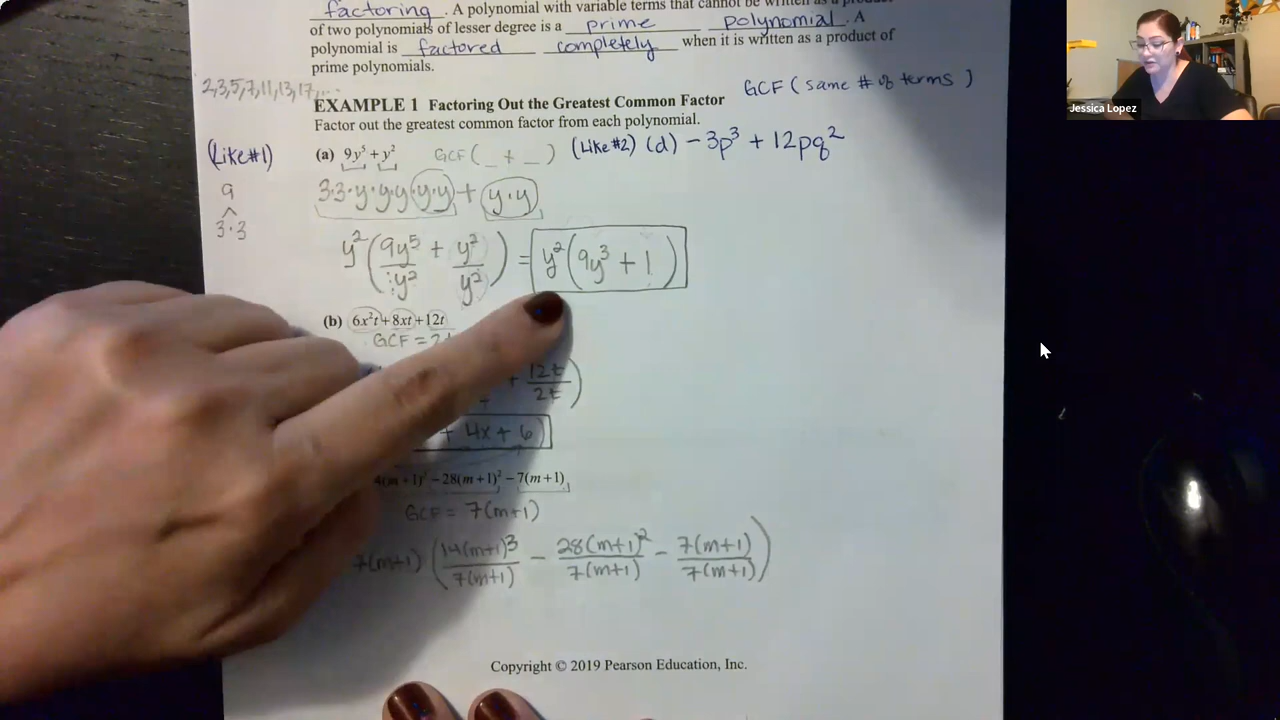 factoring . A polynomial with variable terms that cannot be written as a product
of two polynomials of lesser degree is a prime polynomial . A
polynomial is factored completely when it is written as a product of
prime polynomials.
2,3,5,7,11,13,17,...
GCF ( same # of terms )
EXAMPLE 1 Factoring Out the Greatest Common Factor
Factor out the greatest common factor from each polynomial.
(Like #1) (a) 9y⁵ + y² GCF ( _ + _ ) (Like #2) (d) − 3p³ + 12pq²
9
3·3
3·3·y·y·y·y·y + y·y
y² ( 9y⁵/y² + y²/y² ) = y² ( 9y³ + 1 )
(b) 6x²t + 8xt + 12t
GCF =
+ 12t/2t )
+ 4x + 6 )
− 28(m+1)² − 7(m+1)
GCF = 7(m+1)
7(m+1) ( 14(m+1)³/7(m+1) − 28(m+1)²/7(m+1) − 7(m+1)/7(m+1) )
Copyright © 2019 Pearson Education, Inc.
Jessica Lopez